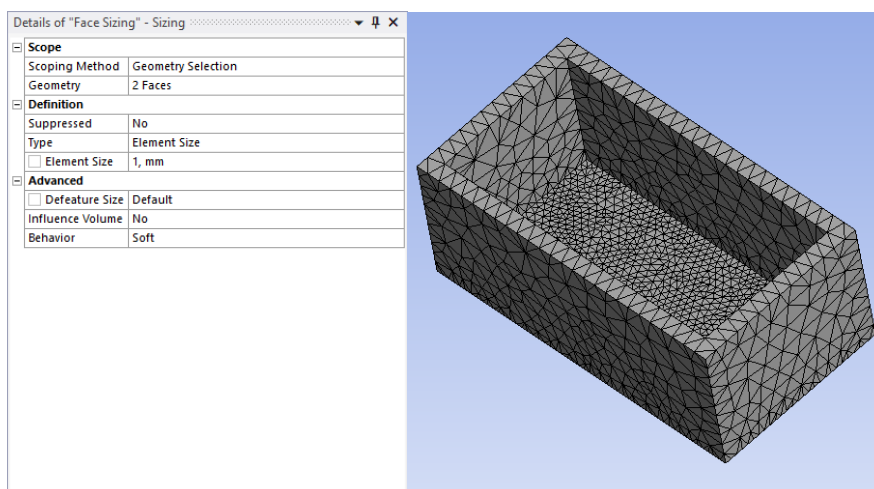 Details of "Face Sizing" - Sizing
Scope
Scoping Method Geometry Selection
Geometry 2 Faces
Definition
Suppressed No
Type Element Size
Element Size 1, mm
Advanced
Defeature Size Default
Influence Volume No
Behavior Soft